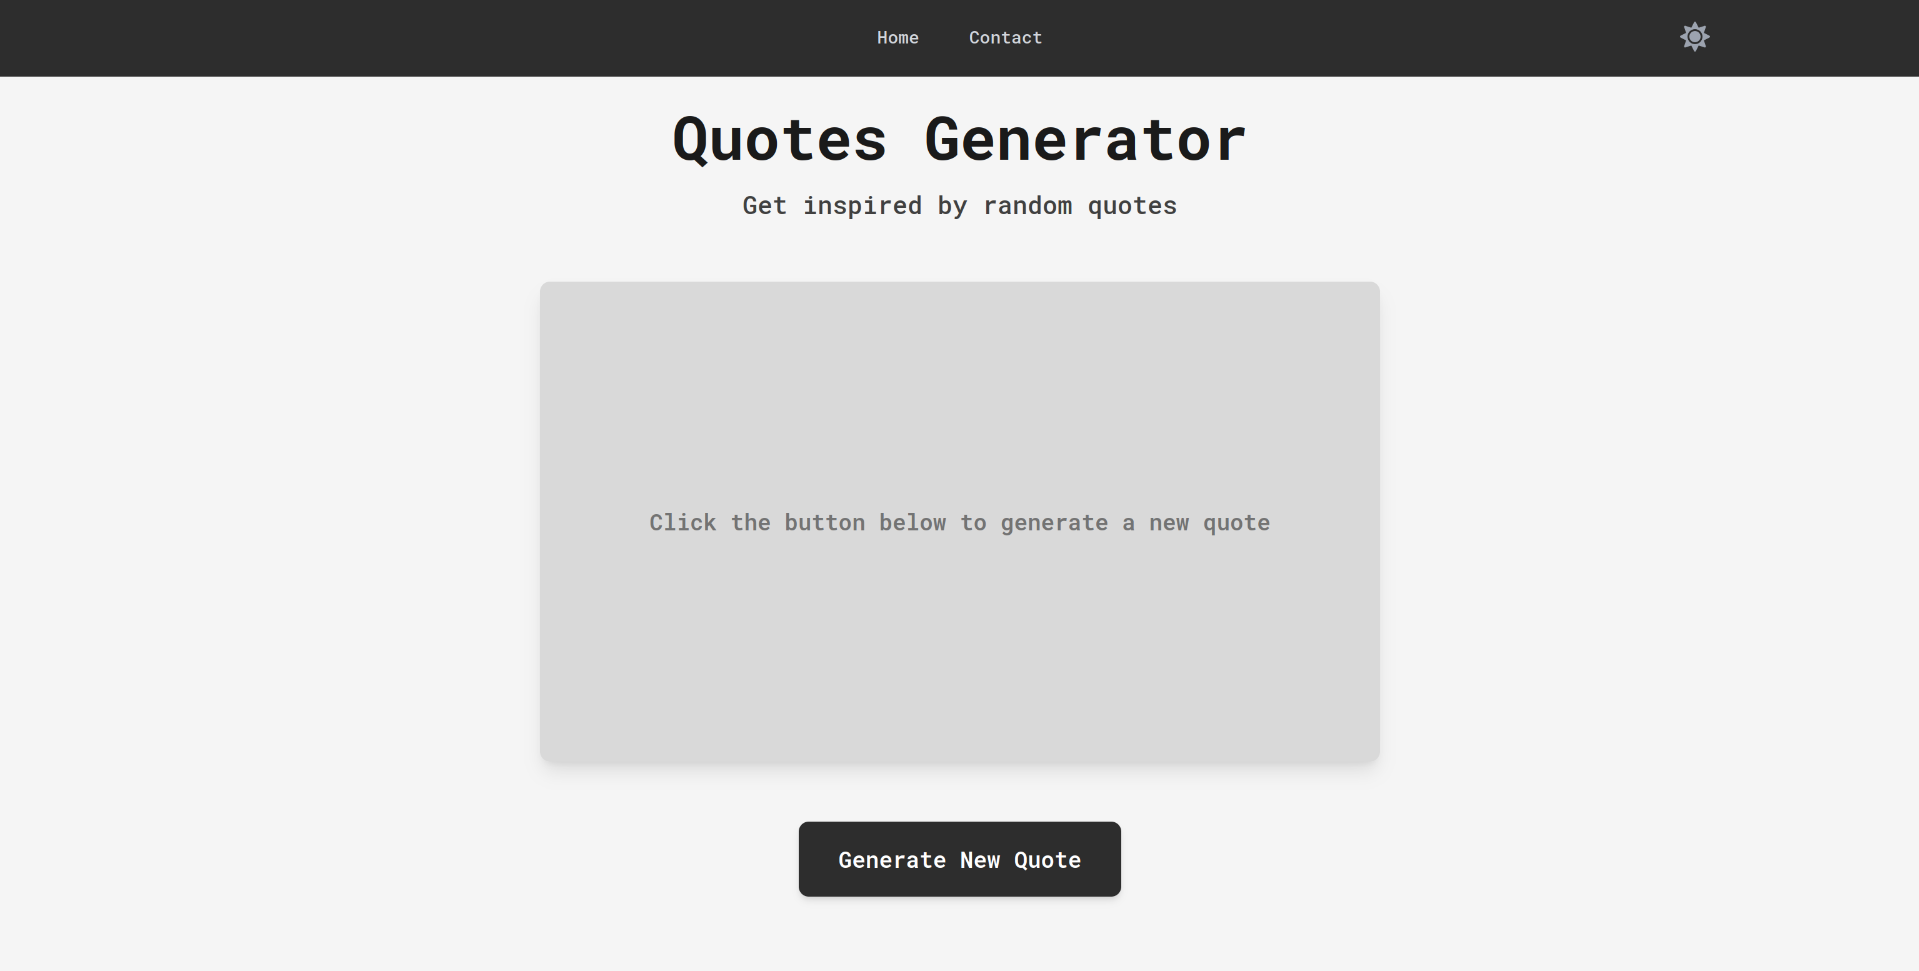 Home Contact
Quotes Generator
Get inspired by random quotes
Click the button below to generate a new quote
Generate New Quote